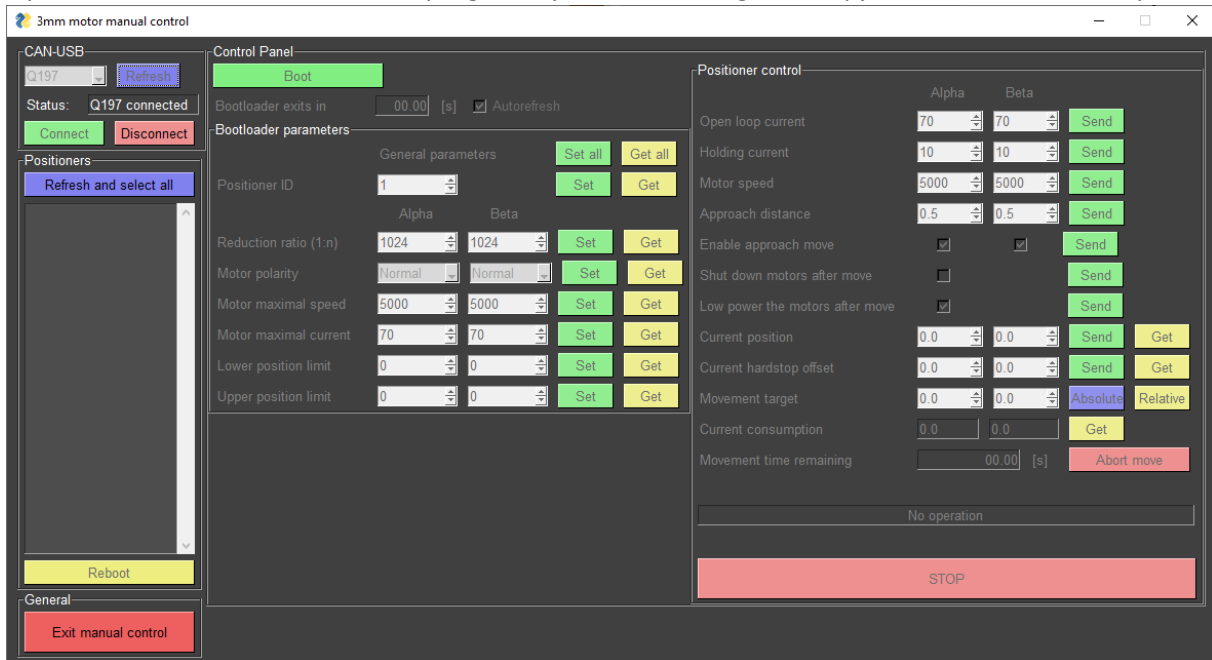 3mm motor manual control
CAN-USB
Q197 Refresh
Status: Q197 connected
Connect Disconnect
Positioners
Refresh and select all
Reboot
General
Exit manual control
Control Panel
Boot
Bootloader exits in 00.00 [s] Autorefresh
Bootloader parameters
General parameters Set all Get all
Positioner ID 1 Set Get
Alpha Beta
Reduction ratio (1:n) 1024 1024 Set Get
Motor polarity Normal Normal Set Get
Motor maximal speed 5000 5000 Set Get
Motor maximal current 70 70 Set Get
Lower position limit 0 0 Set Get
Upper position limit 0 0 Set Get
Positioner control
Alpha Beta
Open loop current 70 70 Send
Holding current 10 10 Send
Motor speed 5000 5000 Send
Approach distance 0.5 0.5 Send
Enable approach move Send
Shut down motors after move Send
Low power the motors after move Send
Current position 0.0 0.0 Send Get
Current hardstop offset 0.0 0.0 Send Get
Movement target 0.0 0.0 Absolute Relative
Current consumption 0.0 0.0 Get
Movement time remaining 00.00 [s] Abort move
No operation
STOP